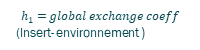 h₁ = global exchange coeff
(Insert-environnement)